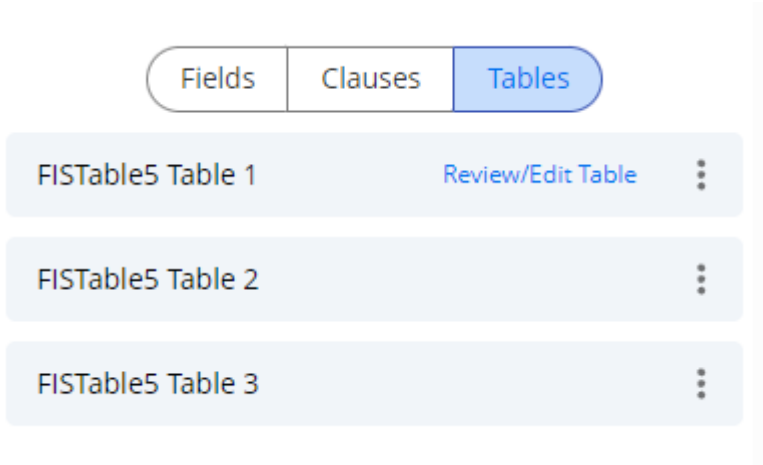 Fields Clauses Tables
FISTable5 Table 1 Review/Edit Table
FISTable5 Table 2
FISTable5 Table 3